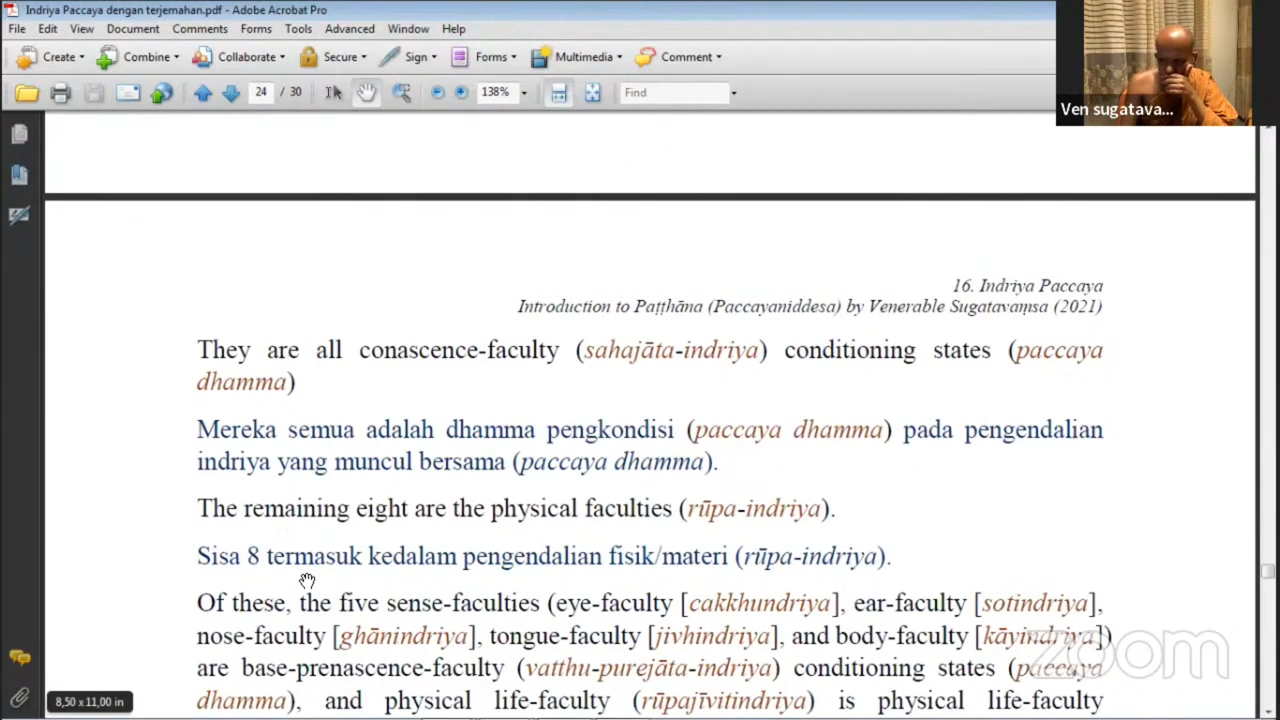 Indriya Paccaya dengan terjemahan.pdf - Adobe Acrobat Pro
File Edit View Document Comments Forms Tools Advanced Window Help
Create Combine Collaborate Secure Sign Forms Multimedia Comment
24 / 30 138% Find
Ven sugatava...
16. Indriya Paccaya
Introduction to Paṭṭhāna (Paccayaniddesa) by Venerable Sugatavaṃsa (2021)
They are all conascence-faculty (sahajāta-indriya) conditioning states (paccaya
dhamma)
Mereka semua adalah dhamma pengkondisi (paccaya dhamma) pada pengendalian
indriya yang muncul bersama (paccaya dhamma).
The remaining eight are the physical faculties (rūpa-indriya).
Sisa 8 termasuk kedalam pengendalian fisik/materi (rūpa-indriya).
Of these, the five sense-faculties (eye-faculty [cakkhundriya], ear-faculty [sotindriya],
nose-faculty [ghānindriya], tongue-faculty [jivhindriya], and body-faculty [kāyindriya])
are base-prenascence-faculty (vatthu-purejāta-indriya) conditioning states (paccaya
dhamma), and physical life-faculty (rūpajīvitindriya) is physical life-faculty
zoom
8,50 x 11,00 in